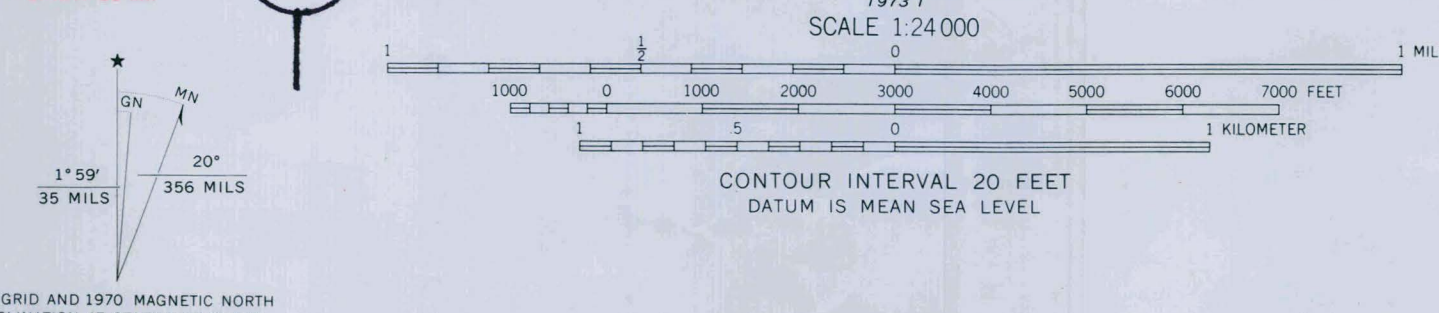 SCALE 1:24 000
1 ½ 0 1
1000 0 1000 2000 3000 4000 5000 6000 7000 FEET
1 .5 0 1 KILOMETER
CONTOUR INTERVAL 20 FEET
DATUM IS MEAN SEA LEVEL
★
GN MN
1°59′ 20°
35 MILS 356 MILS
GRID AND 1970 MAGNETIC NORTH